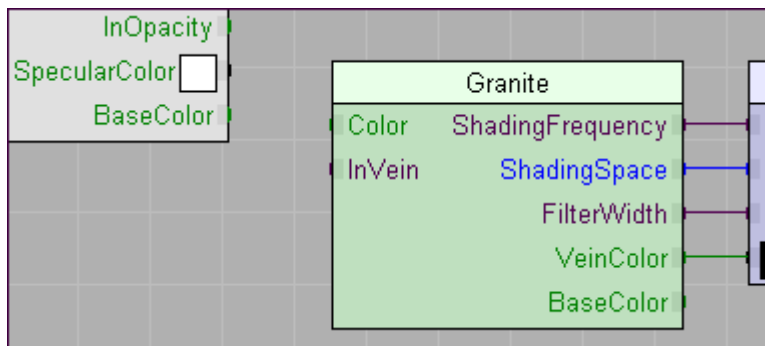 InOpacity
SpecularColor
BaseColor
Granite
Color ShadingFrequency
InVein ShadingSpace
FilterWidth
VeinColor
BaseColor